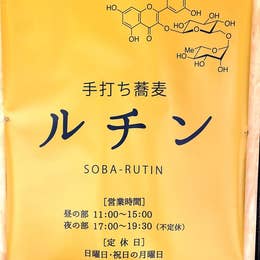 手打ち蕎麦
ルチン
SOBA-RUTIN
[営業時間]
昼の部 11:00〜15:00
夜の部 17:00〜19:30 (不定休)
[定休日]
日曜日・祝日の月曜日